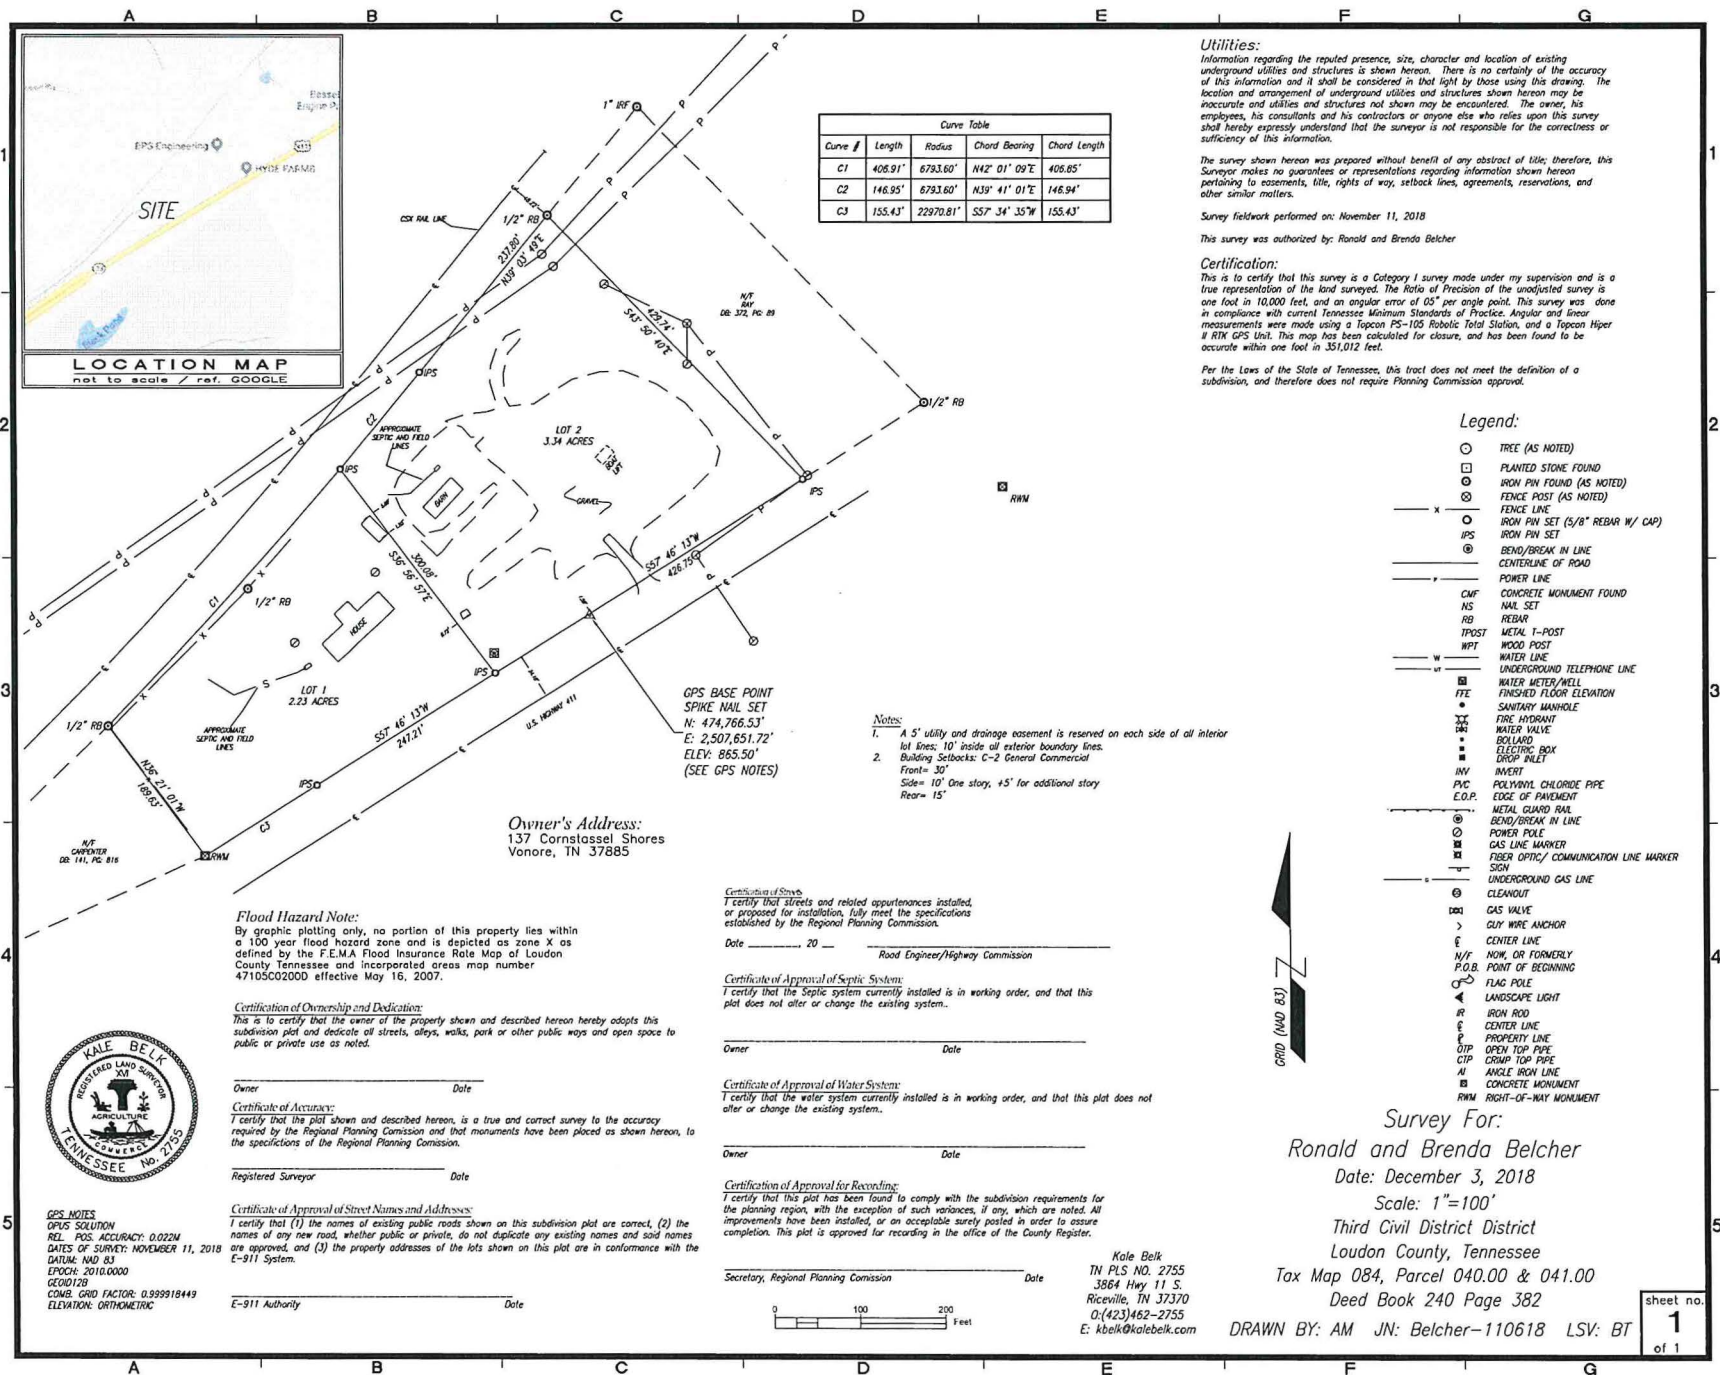 A B C D E F G
1
2
3
4
5
EPS Engineering
HYDE FARMS
SITE
LOCATION MAP
not to scale / ref. GOOGLE
1" IRF
1/2" RB
CSX RAIL LINE
237.80'
N39° 03' 49"E
429.74'
S43° 50' 40"E
N/F
RAY
DB: 372, PG: 89
IPS
C2
APPROXIMATE
SEPTIC AND FIELD
LINES
LOT 2
3.34 ACRES
1/2" RB
IPS
BARN
GRAVEL
IPS
RWM
300.08'
S36° 56' 57"E
S57° 46' 13"W
426.75'
C1
1/2" RB
HOUSE
IPS
LOT 1
2.23 ACRES
1/2" RB
APPROXIMATE
SEPTIC AND FIELD
LINES
S57° 46' 13"W
247.21'
U.S. HIGHWAY 411
N36° 21' 01"W
189.63'
IPS
C3
RWM
N/F
CARPENTER
DB: 141, PG: 816
GPS BASE POINT
SPIKE NAIL SET
N: 474,766.53'
E: 2,507,651.72'
ELEV: 865.50'
(SEE GPS NOTES)
Curve Table
Curve # Length Radius Chord Bearing Chord Length
C1 406.91' 6793.60' N42° 01' 09"E 406.85'
C2 146.95' 6793.60' N39° 41' 01"E 146.94'
C3 155.43' 22970.81' S57° 34' 35"W 155.43'
Notes:
1. A 5' utility and drainage easement is reserved on each side of all interior
lot lines; 10' inside all exterior boundary lines.
2. Building Setbacks: C-2 General Commercial
Front= 30'
Side= 10' One story, +5' for additional story
Rear= 15'
Owner's Address:
137 Cornstassel Shores
Vonore, TN 37885
Utilities:
Information regarding the reputed presence, size, character and location of existing
underground utilities and structures is shown hereon. There is no certainty of the accuracy
of this information and it shall be considered in that light by those using this drawing. The
location and arrangement of underground utilities and structures shown hereon may be
inaccurate and utilities and structures not shown may be encountered. The owner, his
employees, his consultants and his contractors or anyone else who relies upon this survey
shall hereby expressly understand that the surveyor is not responsible for the correctness or
sufficiency of this information.
The survey shown hereon was prepared without benefit of any abstract of title; therefore, this
Surveyor makes no guarantees or representations regarding information shown hereon
pertaining to easements, title, rights of way, setback lines, agreements, reservations, and
other similar matters.
Survey fieldwork performed on: November 11, 2018
This survey was authorized by: Ronald and Brenda Belcher
Certification:
This is to certify that this survey is a Category I survey made under my supervision and is a
true representation of the land surveyed. The Ratio of Precision of the unadjusted survey is
one foot in 10,000 feet, and an angular error of 05" per angle point. This survey was done
in compliance with current Tennessee Minimum Standards of Practice. Angular and linear
measurements were made using a Topcon PS-105 Robotic Total Station, and a Topcon Hiper
II RTK GPS Unit. This map has been calculated for closure, and has been found to be
accurate within one foot in 351,012 feet.
Per the Laws of the State of Tennessee, this tract does not meet the definition of a
subdivision, and therefore does not require Planning Commission approval.
Legend:
TREE (AS NOTED)
PLANTED STONE FOUND
IRON PIN FOUND (AS NOTED)
FENCE POST (AS NOTED)
X FENCE LINE
IRON PIN SET (5/8" REBAR W/ CAP)
IPS IRON PIN SET
BEND/BREAK IN LINE
CENTERLINE OF ROAD
P POWER LINE
CMF CONCRETE MONUMENT FOUND
NS NAIL SET
RB REBAR
TPOST METAL T-POST
WPT WOOD POST
W WATER LINE
UT UNDERGROUND TELEPHONE LINE
WATER METER/WELL
FFE FINISHED FLOOR ELEVATION
SANITARY MANHOLE
FIRE HYDRANT
WATER VALVE
BOLLARD
ELECTRIC BOX
DROP INLET
INV INVERT
PVC POLYVINYL CHLORIDE PIPE
E.O.P. EDGE OF PAVEMENT
METAL GUARD RAIL
BEND/BREAK IN LINE
POWER POLE
GAS LINE MARKER
FIBER OPTIC/ COMMUNICATION LINE MARKER
SIGN
G UNDERGROUND GAS LINE
CLEANOUT
GAS VALVE
GUY WIRE ANCHOR
CENTER LINE
N/F NOW, OR FORMERLY
P.O.B. POINT OF BEGINNING
FLAG POLE
LANDSCAPE LIGHT
IR IRON ROD
CENTER LINE
PROPERTY LINE
OTP OPEN TOP PIPE
CTP CRIMP TOP PIPE
AI ANGLE IRON LINE
CONCRETE MONUMENT
RWM RIGHT-OF-WAY MONUMENT
GRID (NAD 83)
Flood Hazard Note:
By graphic plotting only, no portion of this property lies within
a 100 year flood hazard zone and is depicted as zone X as
defined by the F.E.M.A Flood Insurance Rate Map of Loudon
County Tennessee and incorporated areas map number
47105C0200D effective May 16, 2007.
Certification of Ownership and Dedication:
This is to certify that the owner of the property shown and described hereon hereby adopts this
subdivision plat and dedicate all streets, alleys, walks, park or other public ways and open space to
public or private use as noted.
Owner Date
Certificate of Accuracy:
I certify that the plat shown and described hereon, is a true and correct survey to the accuracy
required by the Regional Planning Comission and that monuments have been placed as shown hereon, to
the specifictions of the Regional Planning Comission.
Registered Surveyor Date
Certificate of Approval of Street Names and Addresses:
I certify that (1) the names of existing public roads shown on this subdivision plat are correct, (2) the
names of any new road, whether public or private, do not duplicate any existing names and said names
are approved, and (3) the property addresses of the lots shown on this plat are in conformance with the
E-911 System.
E-911 Authority Date
Certification of Streets
I certify that streets and related appurtenances installed,
or proposed for installation, fully meet the specifications
established by the Regional Planning Commission.
Date ________, 20 __
Road Engineer/Highway Commission
Certificate of Approval of Septic System:
I certify that the Septic system currently installed is in working order, and that this
plat does not alter or change the existing system..
Owner Date
Certificate of Approval of Water System:
I certify that the water system currently installed is in working order, and that this plat does not
alter or change the existing system..
Owner Date
Certification of Approval for Recording:
I certify that this plat has been found to comply with the subdivision requirements for
the planning region, with the exception of such variances, if any, which are noted. All
improvements have been installed, or an acceptable surety posted in order to assure
completion. This plat is approved for recording in the office of the County Register.
Secretary, Regional Planning Comission Date
0 100 200
Feet
KALE BELK
REGISTERED LAND SURVEYOR
XVI
AGRICULTURE
COMMERCE
TENNESSEE No. 2755
GPS NOTES
OPUS SOLUTION
REL. POS. ACCURACY: 0.022M
DATES OF SURVEY: NOVEMBER 11, 2018
DATUM: NAD 83
EPOCH: 2010.0000
GEOID12B
COMB. GRID FACTOR: 0.999918449
ELEVATION: ORTHOMETRIC
Kale Belk
TN PLS NO. 2755
3864 Hwy 11 S.
Riceville, TN 37370
O:(423)462-2755
E: kbelk@kalebelk.com
Survey For:
Ronald and Brenda Belcher
Date: December 3, 2018
Scale: 1"=100'
Third Civil District District
Loudon County, Tennessee
Tax Map 084, Parcel 040.00 & 041.00
Deed Book 240 Page 382
DRAWN BY: AM JN: Belcher-110618 LSV: BT
sheet no.
1
of 1
A B C D E F G
1
2
3
4
5